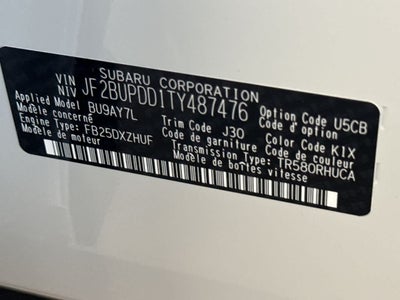 SUBARU CORPORATION
VIN
NIV JF2BUPDD1TY487476
Applied Model BU9AY7L Option Code U5CB
Modèle concerné Code d'option
Engine Type FB25DXZHUF Trim Code J30 Color Code K1X
Type de moteur Code de garniture Code de couleur
Transmission Type: TR580RHUCA
Type de boîtes vitesse